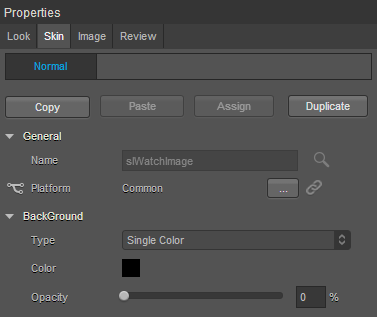 Properties
Look Skin Image Review
Normal
Copy Paste Assign Duplicate
General
Name slWatchImage
Platform Common ...
BackGround
Type Single Color
Color
Opacity 0 %